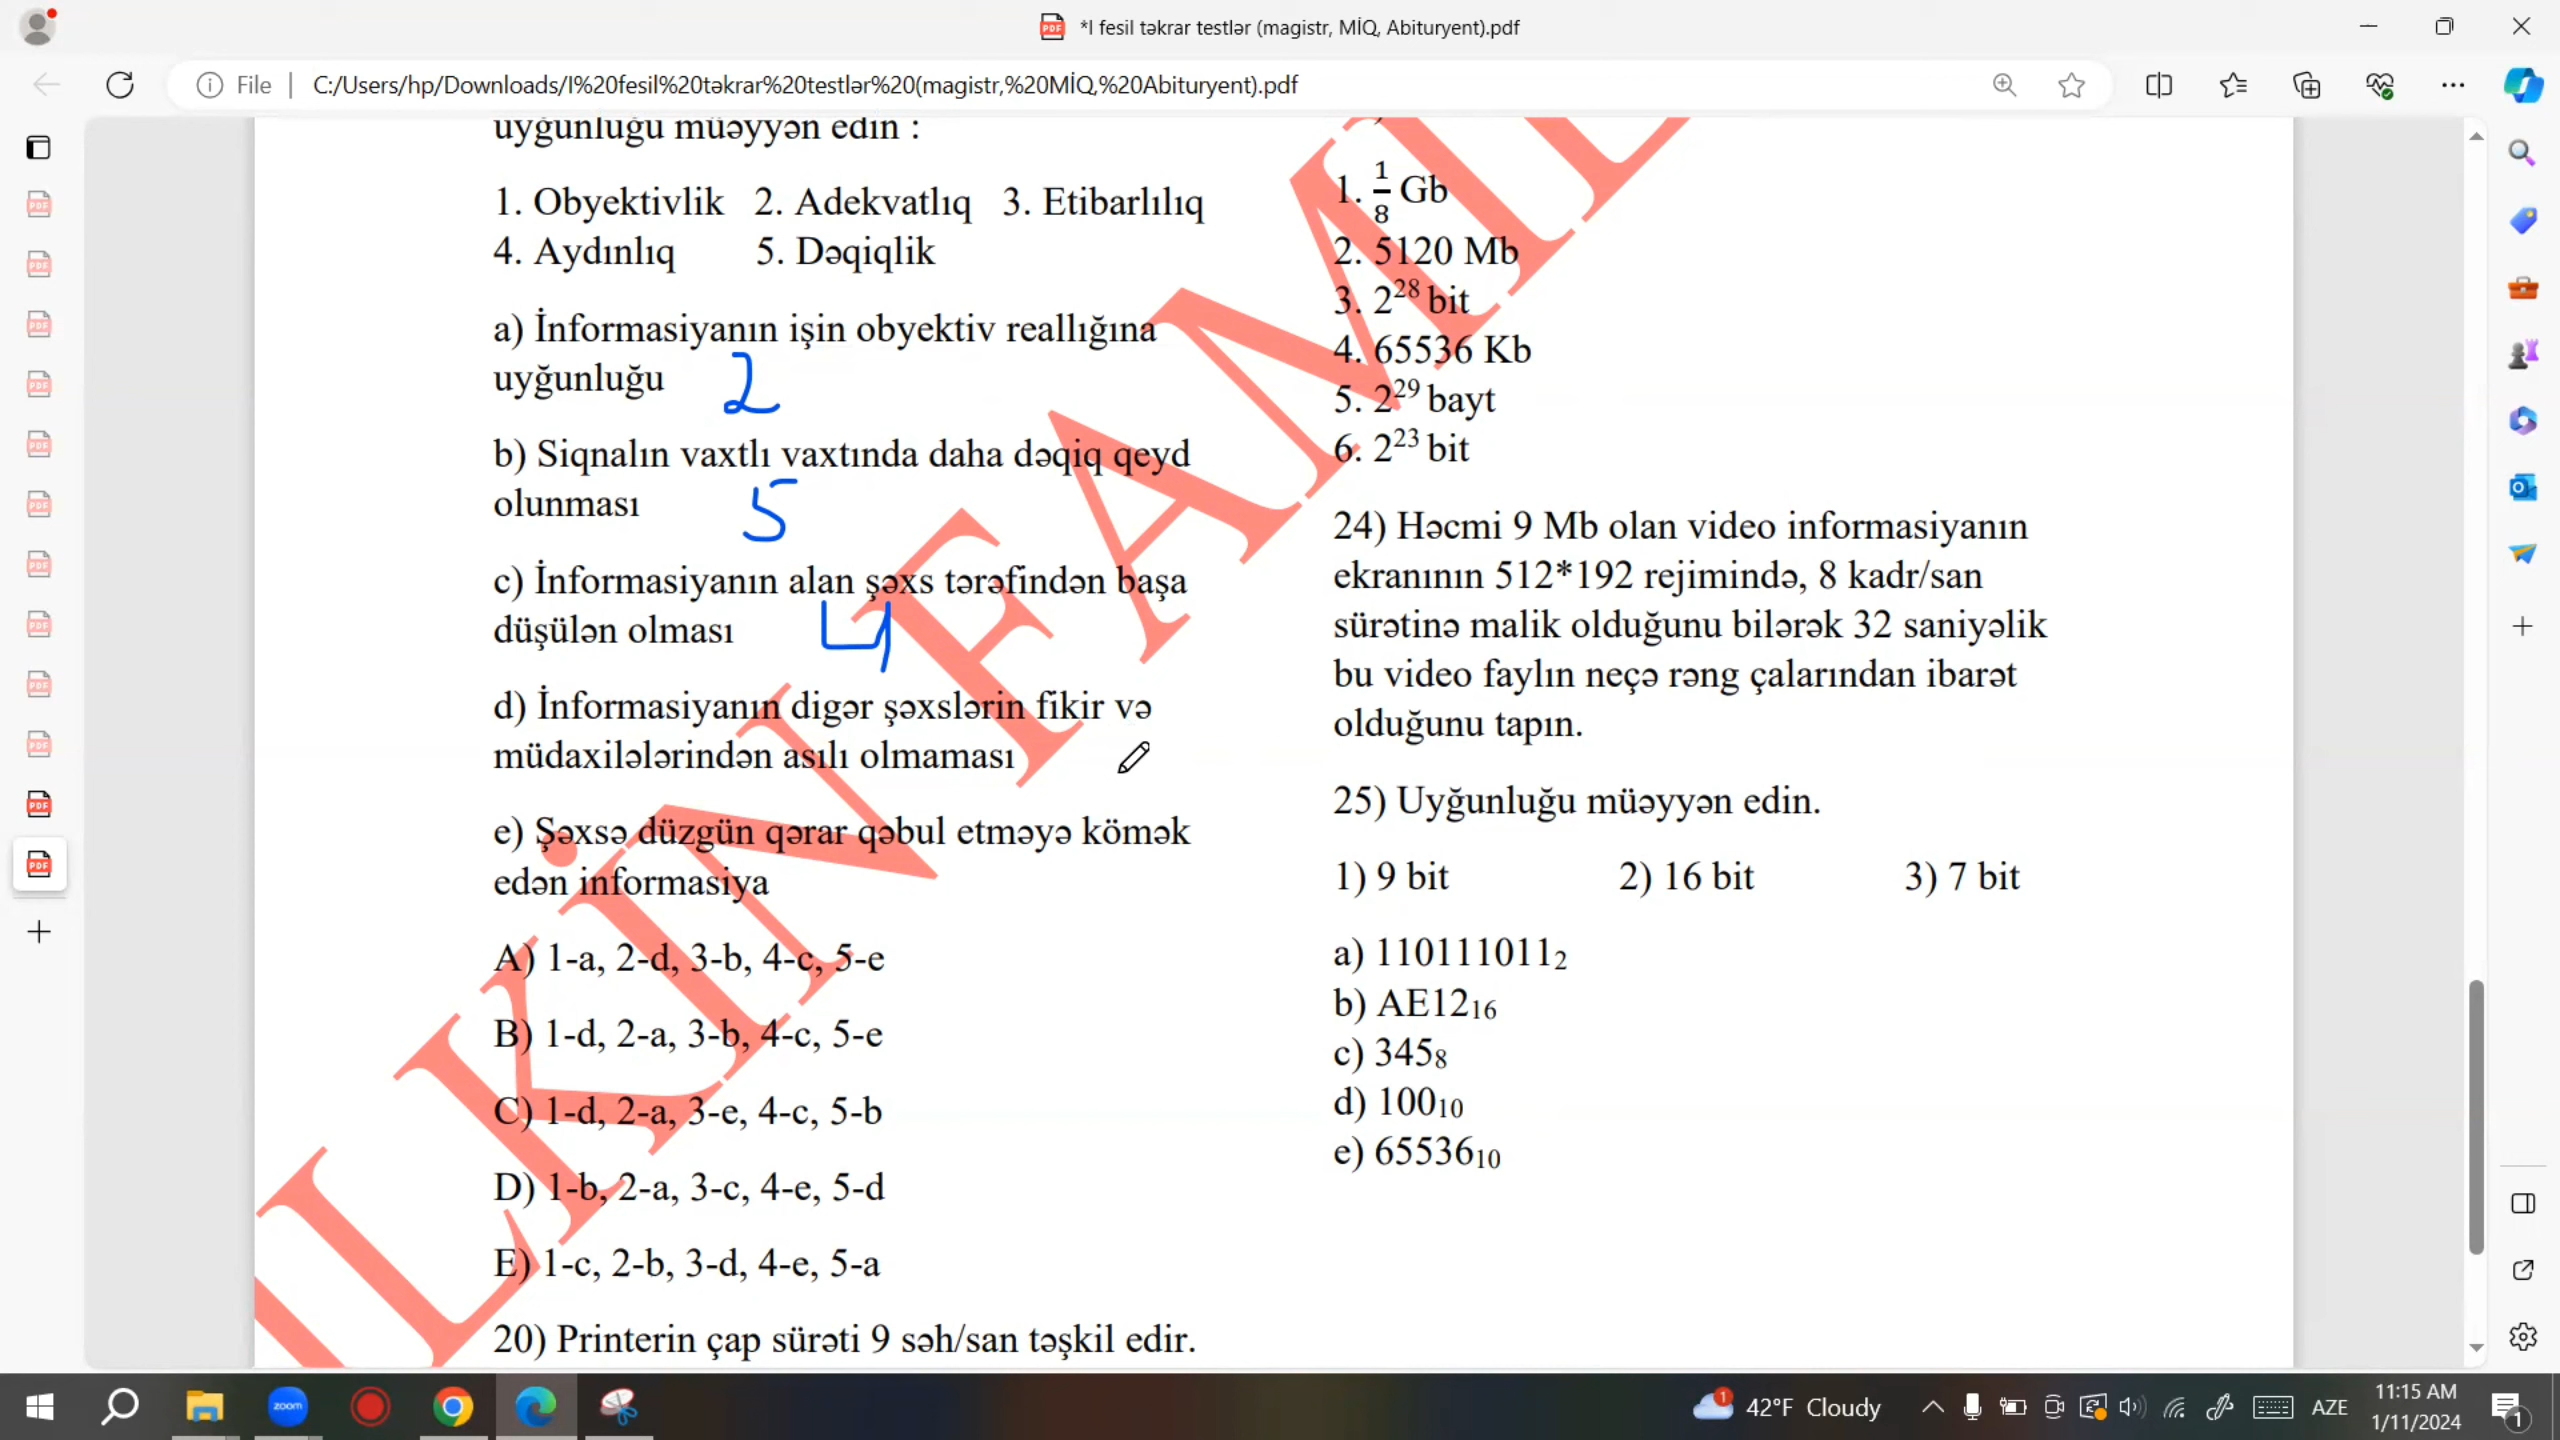 *I fesil təkrar testlər (magistr, MİQ, Abituryent).pdf
File
C:/Users/hp/Downloads/I%20fesil%20təkrar%20testlər%20(magistr,%20MİQ,%20Abituryent).pdf
uyğunluğu müəyyən edin :
1. Obyektivlik 2. Adekvatlıq 3. Etibarlılıq
4. Aydınlıq 5. Dəqiqlik
a) İnformasiyanın işin obyektiv reallığına
uyğunluğu 2
b) Siqnalın vaxtlı vaxtında daha dəqiq qeyd
olunması 5
c) İnformasiyanın alan şəxs tərəfindən başa
düşülən olması 4
d) İnformasiyanın digər şəxslərin fikir və
müdaxilələrindən asılı olmaması
e) Şəxsə düzgün qərar qəbul etməyə kömək
edən informasiya
A) 1-a, 2-d, 3-b, 4-c, 5-e
B) 1-d, 2-a, 3-b, 4-c, 5-e
C) 1-d, 2-a, 3-e, 4-c, 5-b
D) 1-b, 2-a, 3-c, 4-e, 5-d
E) 1-c, 2-b, 3-d, 4-e, 5-a
20) Printerin çap sürəti 9 səh/san təşkil edir.
1. 1/8 Gb
2. 5120 Mb
3. 2²⁸ bit
4. 65536 Kb
5. 2²⁹ bayt
6. 2²³ bit
24) Həcmi 9 Mb olan video informasiyanın
ekranının 512*192 rejimində, 8 kadr/san
sürətinə malik olduğunu bilərək 32 saniyəlik
bu video faylın neçə rəng çalarından ibarət
olduğunu tapın.
25) Uyğunluğu müəyyən edin.
1) 9 bit 2) 16 bit 3) 7 bit
a) 110111011₂
b) AE12₁₆
c) 345₈
d) 100₁₀
e) 65536₁₀
LKİN FAMİL
zoom
1
42°F Cloudy
AZE
11:15 AM
1/11/2024
1